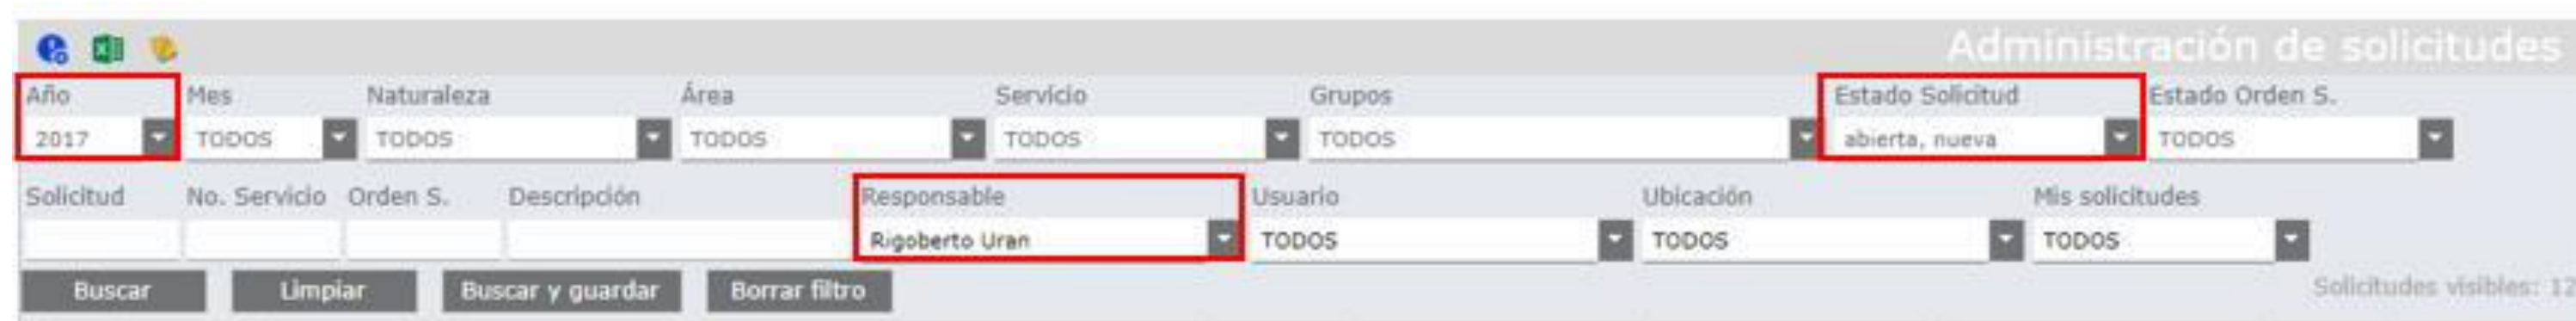 Administración de solicitudes
Año Mes Naturaleza Área Servicio Grupos Estado Solicitud Estado Orden S.
2017 TODOS TODOS TODOS TODOS TODOS abierta, nueva TODOS
Solicitud No. Servicio Orden S. Descripción Responsable Usuario Ubicación Mis solicitudes
Rigoberto Uran TODOS TODOS TODOS
Buscar Limpiar Buscar y guardar Borrar filtro Solicitudes visibles: 12